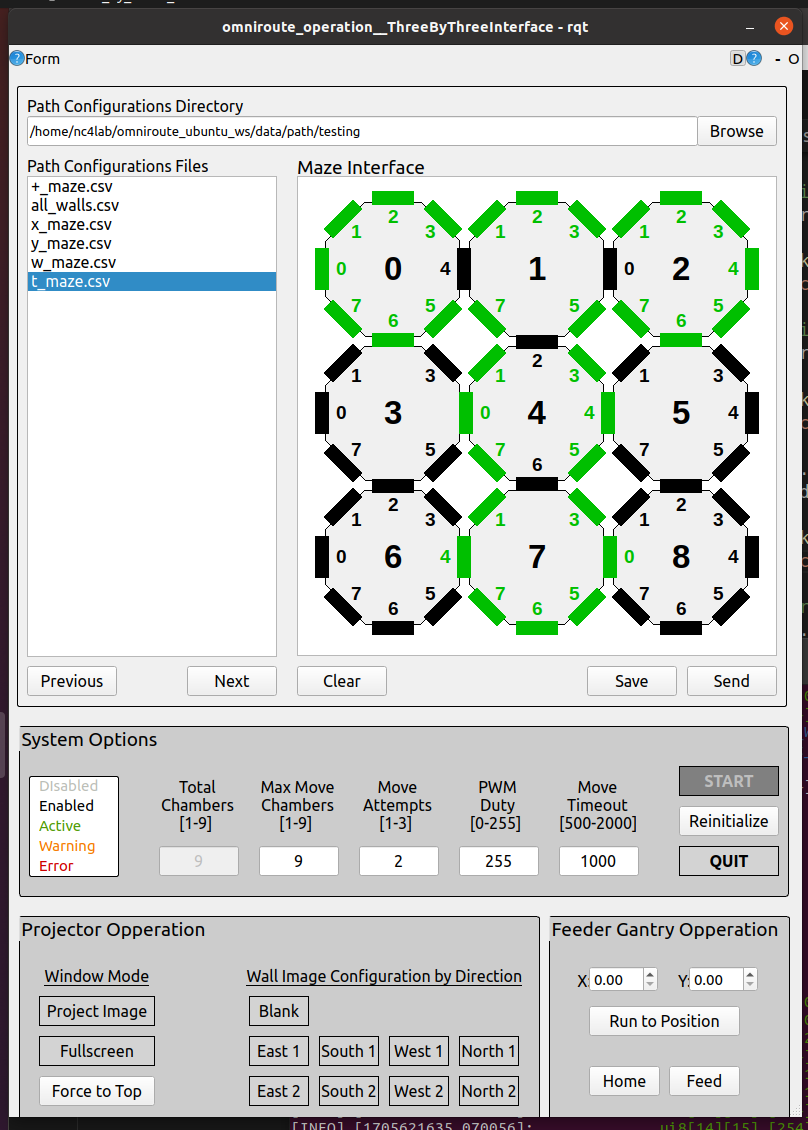 omniroute_operation__ThreeByThreeInterface - rqt
Form
D ? - O
Path Configurations Directory
/home/nc4lab/omniroute_ubuntu_ws/data/path/testing
Browse
Path Configurations Files
Maze Interface
+_maze.csv
all_walls.csv
x_maze.csv
y_maze.csv
w_maze.csv
t_maze.csv
2 2 2
1 3 1 3 1 3
0 0 4 1 0 2 4
7 5 7 5 7 5
6 6
2
1 3 1 3 1 3
0 3 0 4 4 5 4
7 5 7 5 7 5
6
2 2
1 3 1 3 1 3
0 6 4 7 0 8 4
7 5 7 5 7 5
6 6 6
Previous
Next
Clear
Save
Send
System Options
DIsabled
Enabled
Active
Warning
Error
Total
Chambers
[1-9]
9
Max Move
Chambers
[1-9]
9
Move
Attempts
[1-3]
2
PWM
Duty
[0-255]
255
Move
Timeout
[500-2000]
1000
START
Reinitialize
QUIT
Projector Opperation
Window Mode
Project Image
Fullscreen
Force to Top
Wall Image Configuration by Direction
Blank
East 1 South 1 West 1 North 1
East 2 South 2 West 2 North 2
Feeder Gantry Opperation
X: 0.00 Y: 0.00
Run to Position
Home
Feed
[INFO] [1705621635.070056]: ui8[14][15] [254